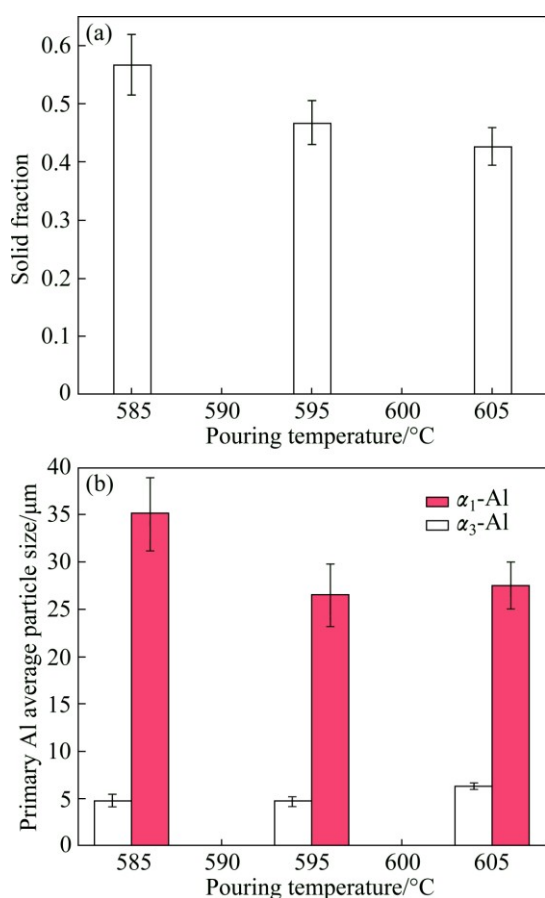 (a)
0.6
0.5
0.4
0.3
0.2
0.1
0
Solid fraction
585 590 595 600 605
Pouring temperature/°C
(b)
40
35
30
25
20
15
10
5
0
Primary Al average particle size/μm
α₁-Al
α₃-Al
585 590 595 600 605
Pouring temperature/°C